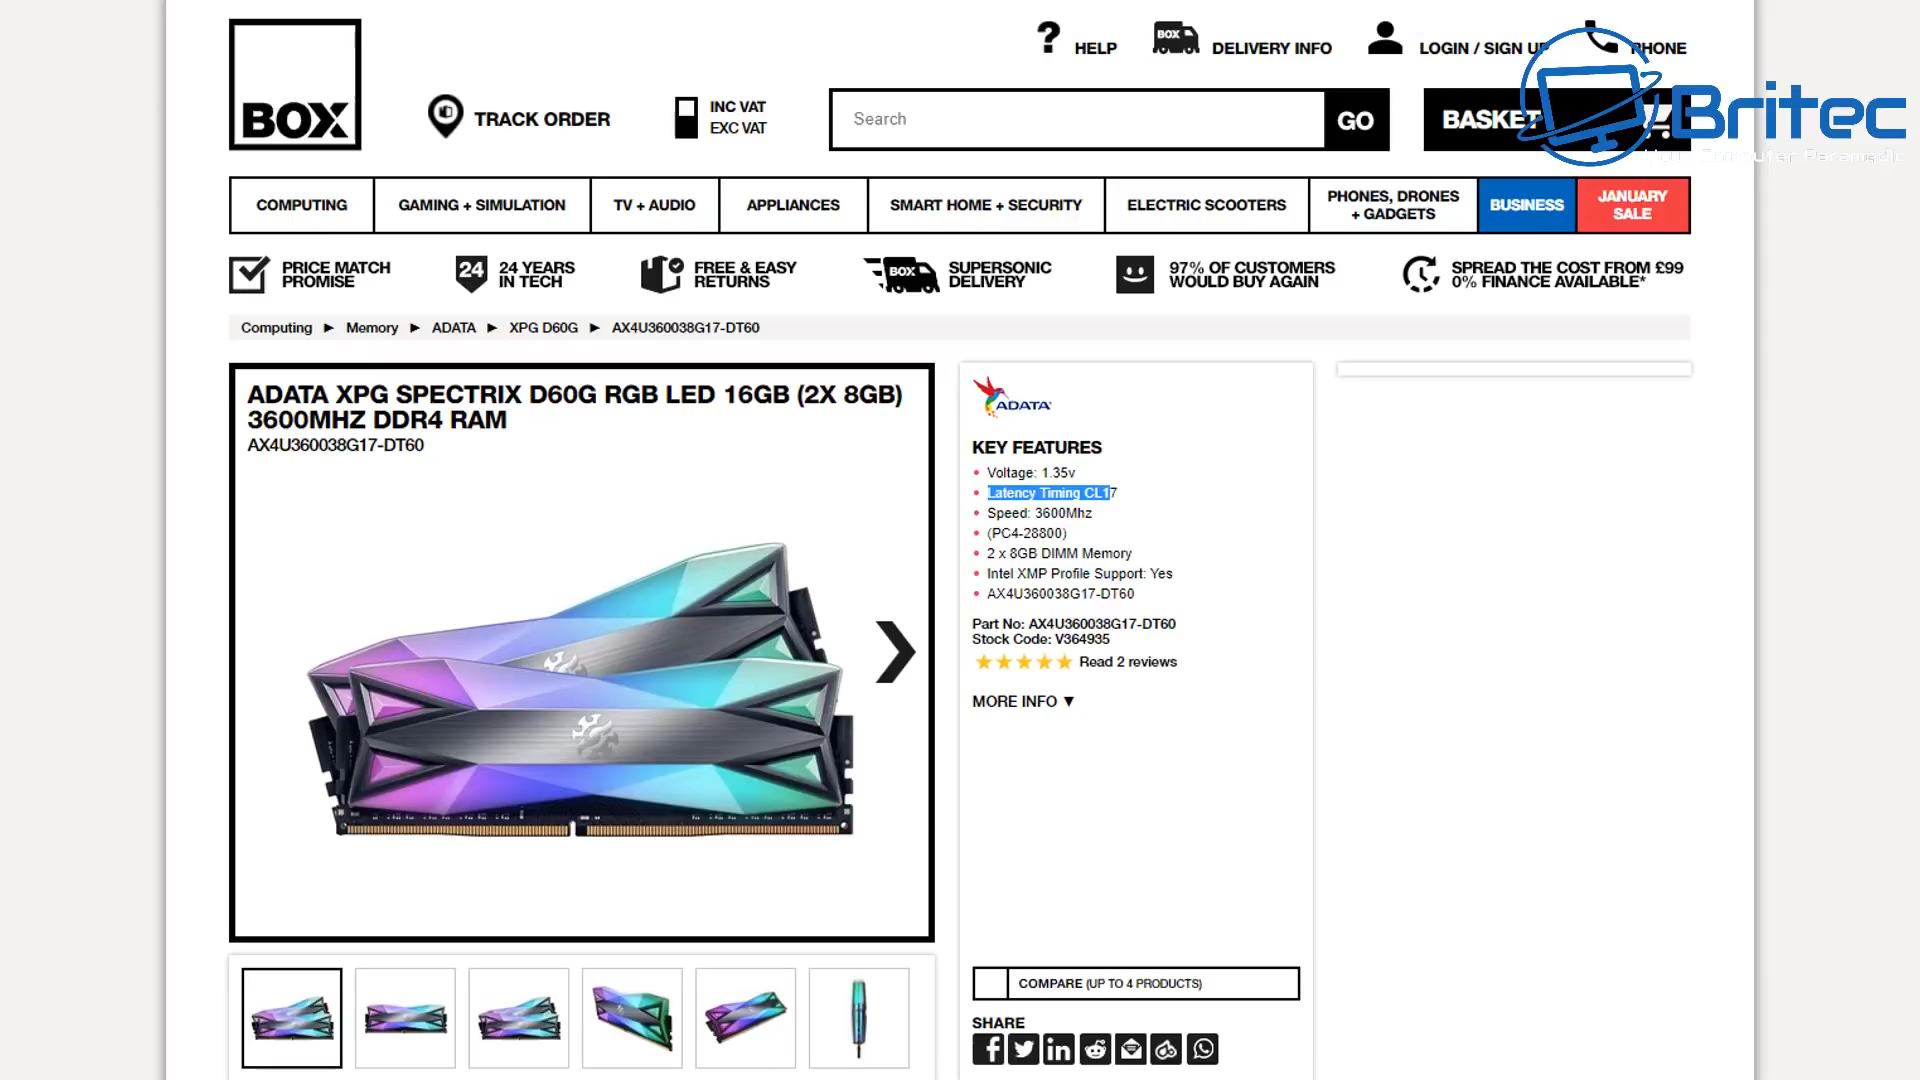 BOX
HELP
BOX
DELIVERY INFO
LOGIN / SIGN UP
PHONE
TRACK ORDER
INC VAT
EXC VAT
Search
GO
BASKET
Britec
Your Computer Paramedic
COMPUTING
GAMING + SIMULATION
TV + AUDIO
APPLIANCES
SMART HOME + SECURITY
ELECTRIC SCOOTERS
PHONES, DRONES
+ GADGETS
BUSINESS
JANUARY
SALE
PRICE MATCH
PROMISE
24
24 YEARS
IN TECH
FREE & EASY
RETURNS
BOX
SUPERSONIC
DELIVERY
97% OF CUSTOMERS
WOULD BUY AGAIN
SPREAD THE COST FROM £99
0% FINANCE AVAILABLE*
Computing ► Memory ► ADATA ► XPG D60G ► AX4U360038G17-DT60
ADATA XPG SPECTRIX D60G RGB LED 16GB (2X 8GB)
3600MHZ DDR4 RAM
AX4U360038G17-DT60
ADATA
KEY FEATURES
Voltage: 1.35v
Latency Timing CL17
Speed: 3600Mhz
(PC4-28800)
2 x 8GB DIMM Memory
Intel XMP Profile Support: Yes
AX4U360038G17-DT60
Part No: AX4U360038G17-DT60
Stock Code: V364935
Read 2 reviews
MORE INFO ▼
COMPARE (UP TO 4 PRODUCTS)
SHARE